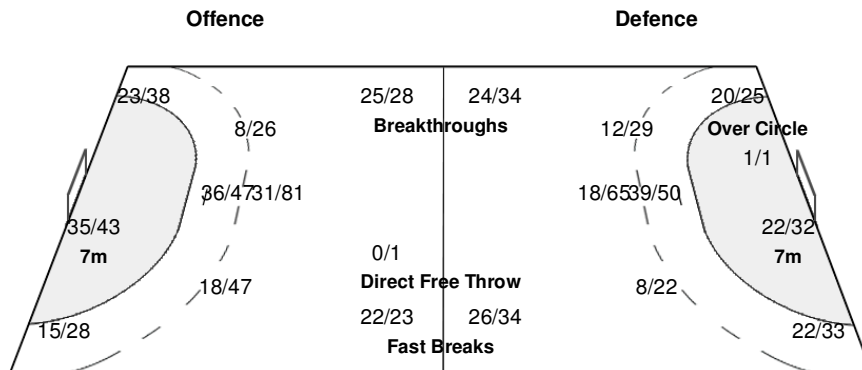 Offence Defence
23/38 25/28 24/34 20/25
8/26 Breakthroughs 12/29 Over Circle
1/1
36/47 31/81 18/65 39/50
35/43 22/32
7m 0/1 7m
18/47 Direct Free Throw 8/22
15/28 22/23 26/34 22/33
Fast Breaks